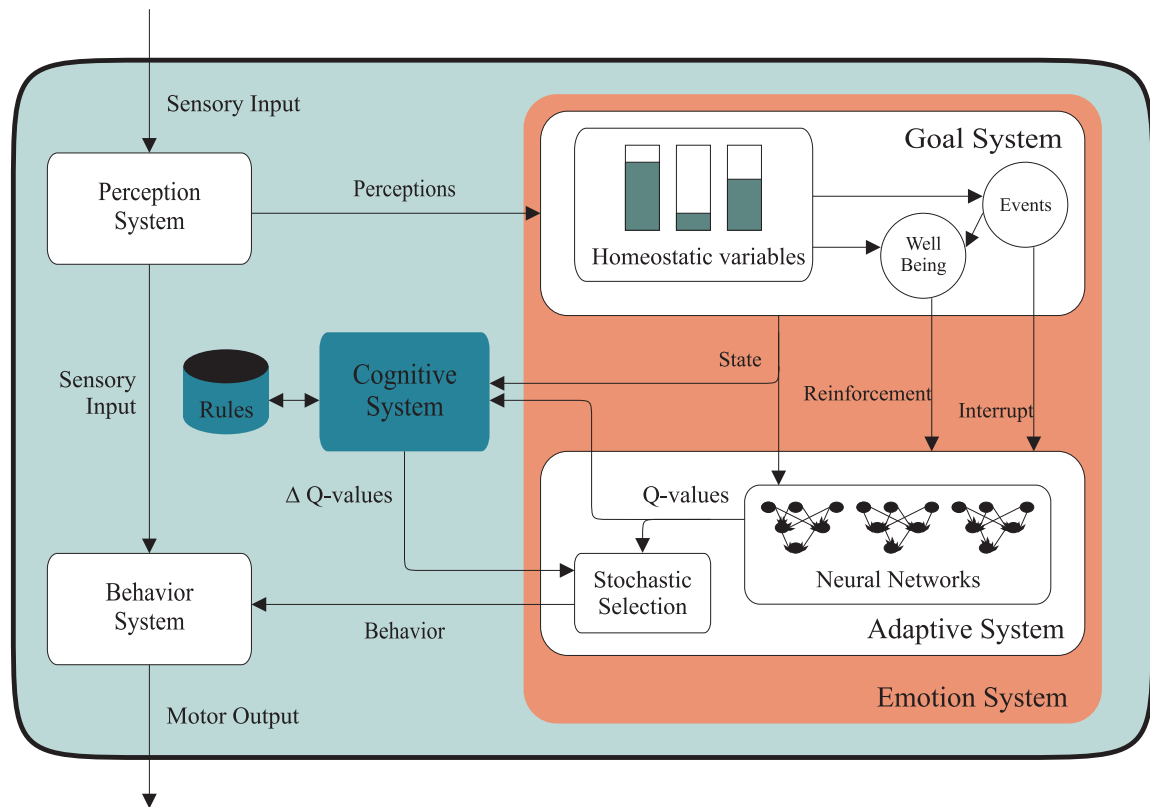 Sensory Input
Goal System
Perception
System
Perceptions
Events
Well
Being
Homeostatic variables
State
Cognitive
System
Sensory
Input
Rules
Reinforcement
Interrupt
Δ Q-values
Q-values
Neural Networks
Stochastic
Selection
Behavior
System
Behavior
Adaptive System
Emotion System
Motor Output